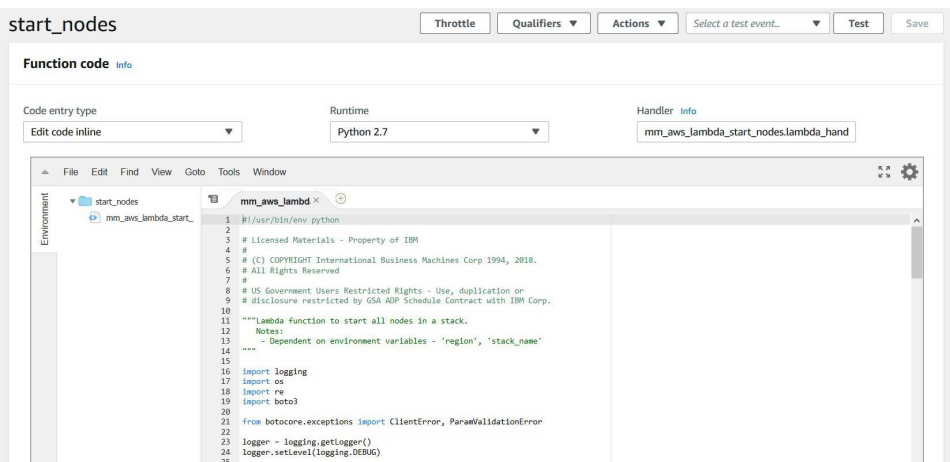 start_nodes
Throttle
Qualifiers
Actions
Select a test event..
Test
Save
Function code Info
Code entry type
Runtime
Handler Info
Edit code inline
Python 2.7
mm_aws_lambda_start_nodes.lambda_hand
File Edit Find View Goto Tools Window
Environment
start_nodes
mm_aws_lambda_start_
mm_aws_lambd
1 #!/usr/bin/env python
2
3 # Licensed Materials - Property of IBM
4 #
5 # (C) COPYRIGHT International Business Machines Corp 1994, 2018.
6 # All Rights Reserved
7 #
8 # US Government Users Restricted Rights - Use, duplication or
9 # disclosure restricted by GSA ADP Schedule Contract with IBM Corp.
10
11 """Lambda function to start all nodes in a stack.
12 Notes:
13 - Dependent on environment variables - 'region', 'stack_name'
14 """
15
16 import logging
17 import os
18 import re
19 import boto3
20
21 from botocore.exceptions import ClientError, ParamValidationError
22
23 logger = logging.getLogger()
24 logger.setLevel(logging.DEBUG)
25